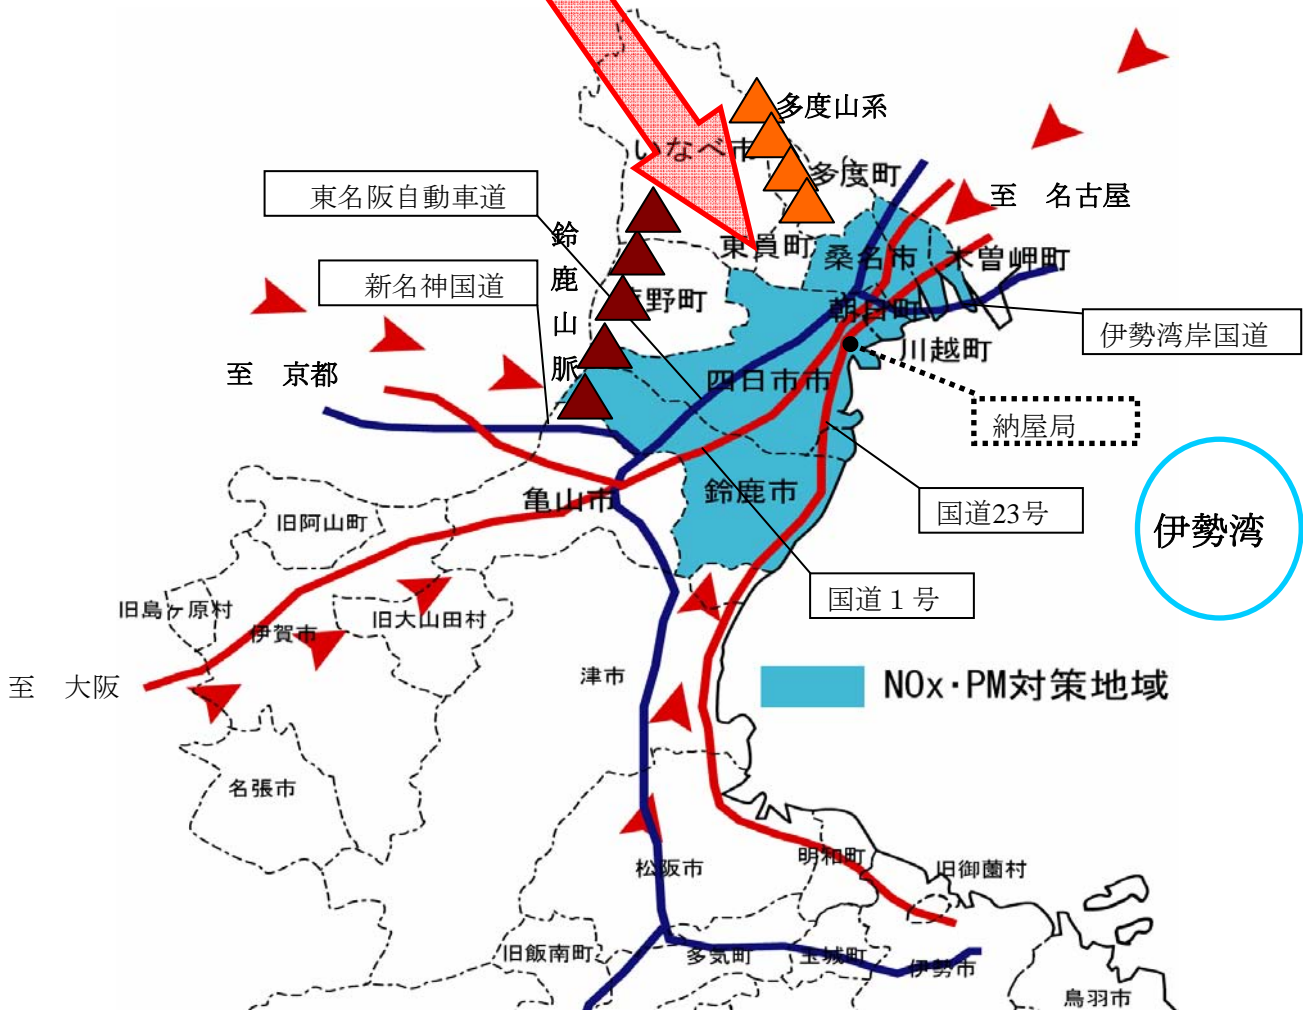 多度山系
いなべ市
多度町
東名阪自動車道
至　名古屋
鈴鹿山脈
東員町
桑名市
木曽岬町
新名神国道
野町
朝日町
伊勢湾岸国道
川越町
至　京都
四日市市
納屋局
亀山市
鈴鹿市
国道23号
伊勢湾
旧阿山町
国道１号
旧島ヶ原村
伊賀市
旧大山田村
至　大阪
津市
NOx・PM対策地域
名張市
松阪市
明和町
旧御薗村
旧飯南町
多気町
玉城町
伊勢市
鳥羽市